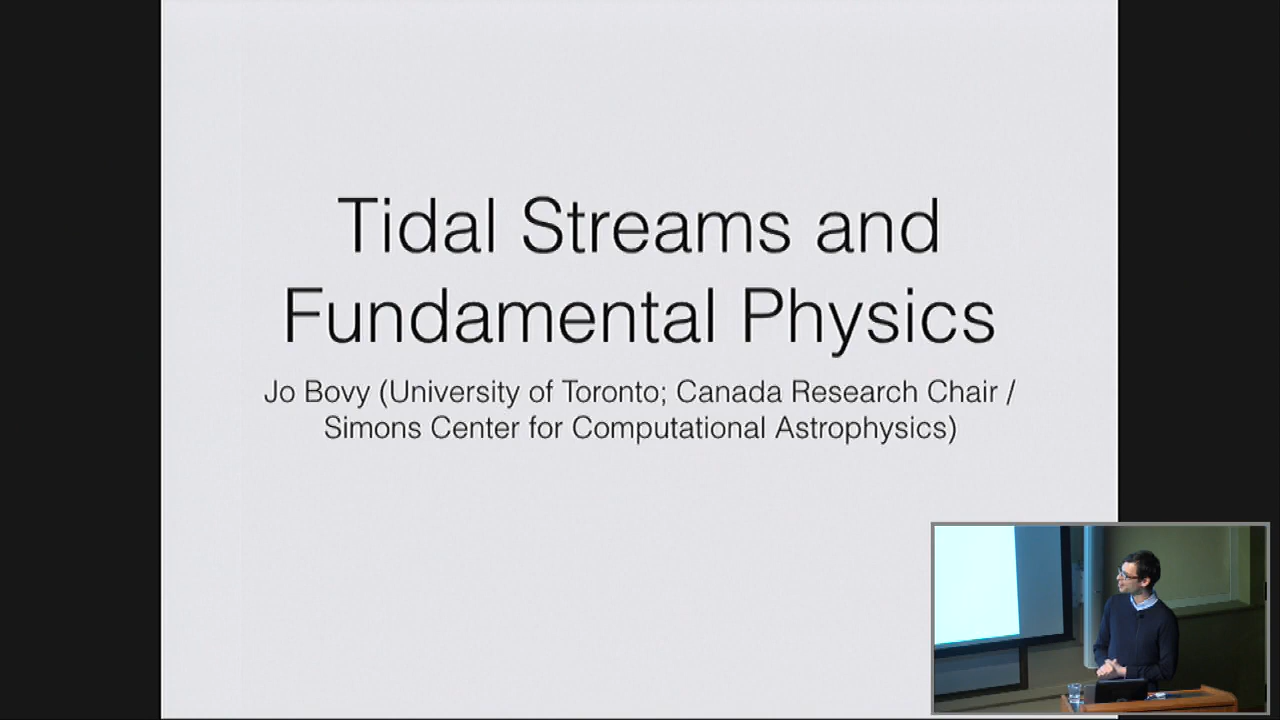 Tidal Streams and
Fundamental Physics
Jo Bovy (University of Toronto; Canada Research Chair /
Simons Center for Computational Astrophysics)